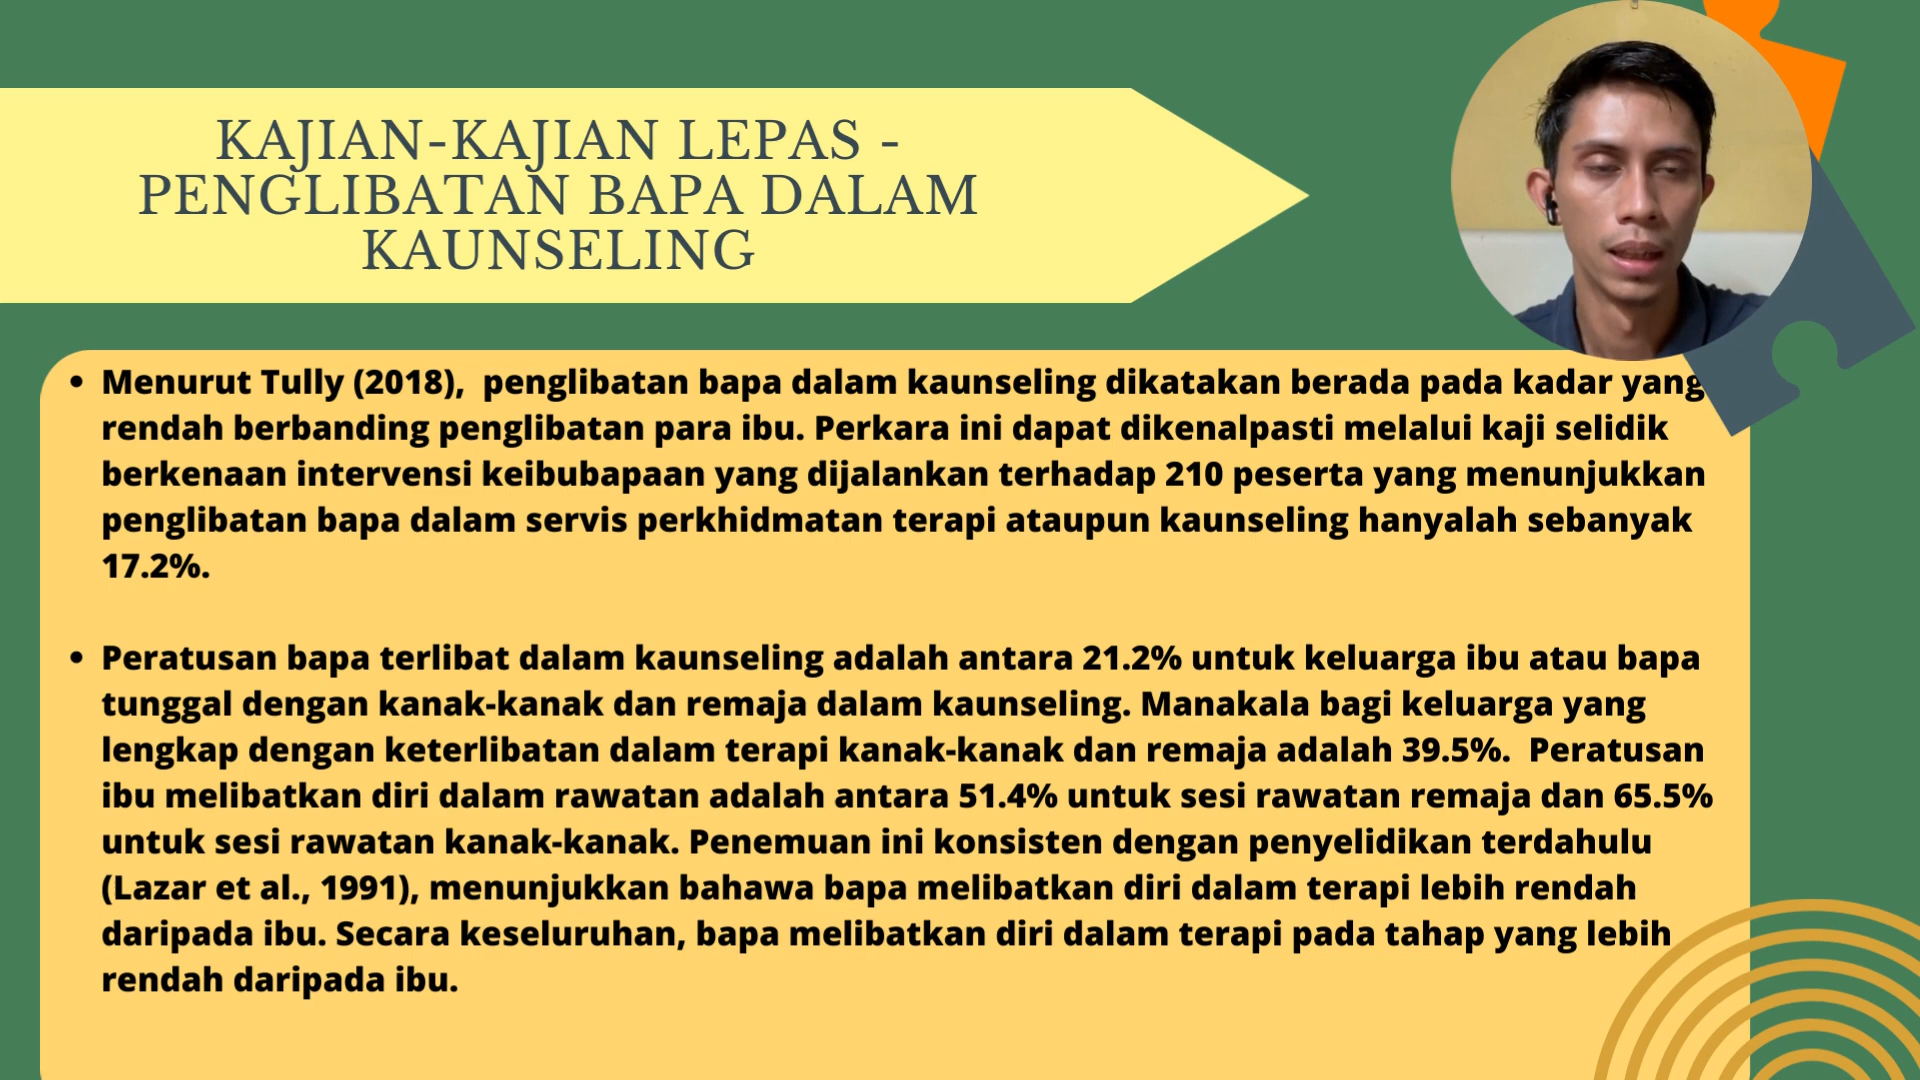 KAJIAN-KAJIAN LEPAS -
PENGLIBATAN BAPA DALAM
KAUNSELING
• Menurut Tully (2018),  penglibatan bapa dalam kaunseling dikatakan berada pada kadar yang
rendah berbanding penglibatan para ibu. Perkara ini dapat dikenalpasti melalui kaji selidik
berkenaan intervensi keibubapaan yang dijalankan terhadap 210 peserta yang menunjukkan
penglibatan bapa dalam servis perkhidmatan terapi ataupun kaunseling hanyalah sebanyak
17.2%.
• Peratusan bapa terlibat dalam kaunseling adalah antara 21.2% untuk keluarga ibu atau bapa
tunggal dengan kanak-kanak dan remaja dalam kaunseling. Manakala bagi keluarga yang
lengkap dengan keterlibatan dalam terapi kanak-kanak dan remaja adalah 39.5%.  Peratusan
ibu melibatkan diri dalam rawatan adalah antara 51.4% untuk sesi rawatan remaja dan 65.5%
untuk sesi rawatan kanak-kanak. Penemuan ini konsisten dengan penyelidikan terdahulu
(Lazar et al., 1991), menunjukkan bahawa bapa melibatkan diri dalam terapi lebih rendah
daripada ibu. Secara keseluruhan, bapa melibatkan diri dalam terapi pada tahap yang lebih
rendah daripada ibu.